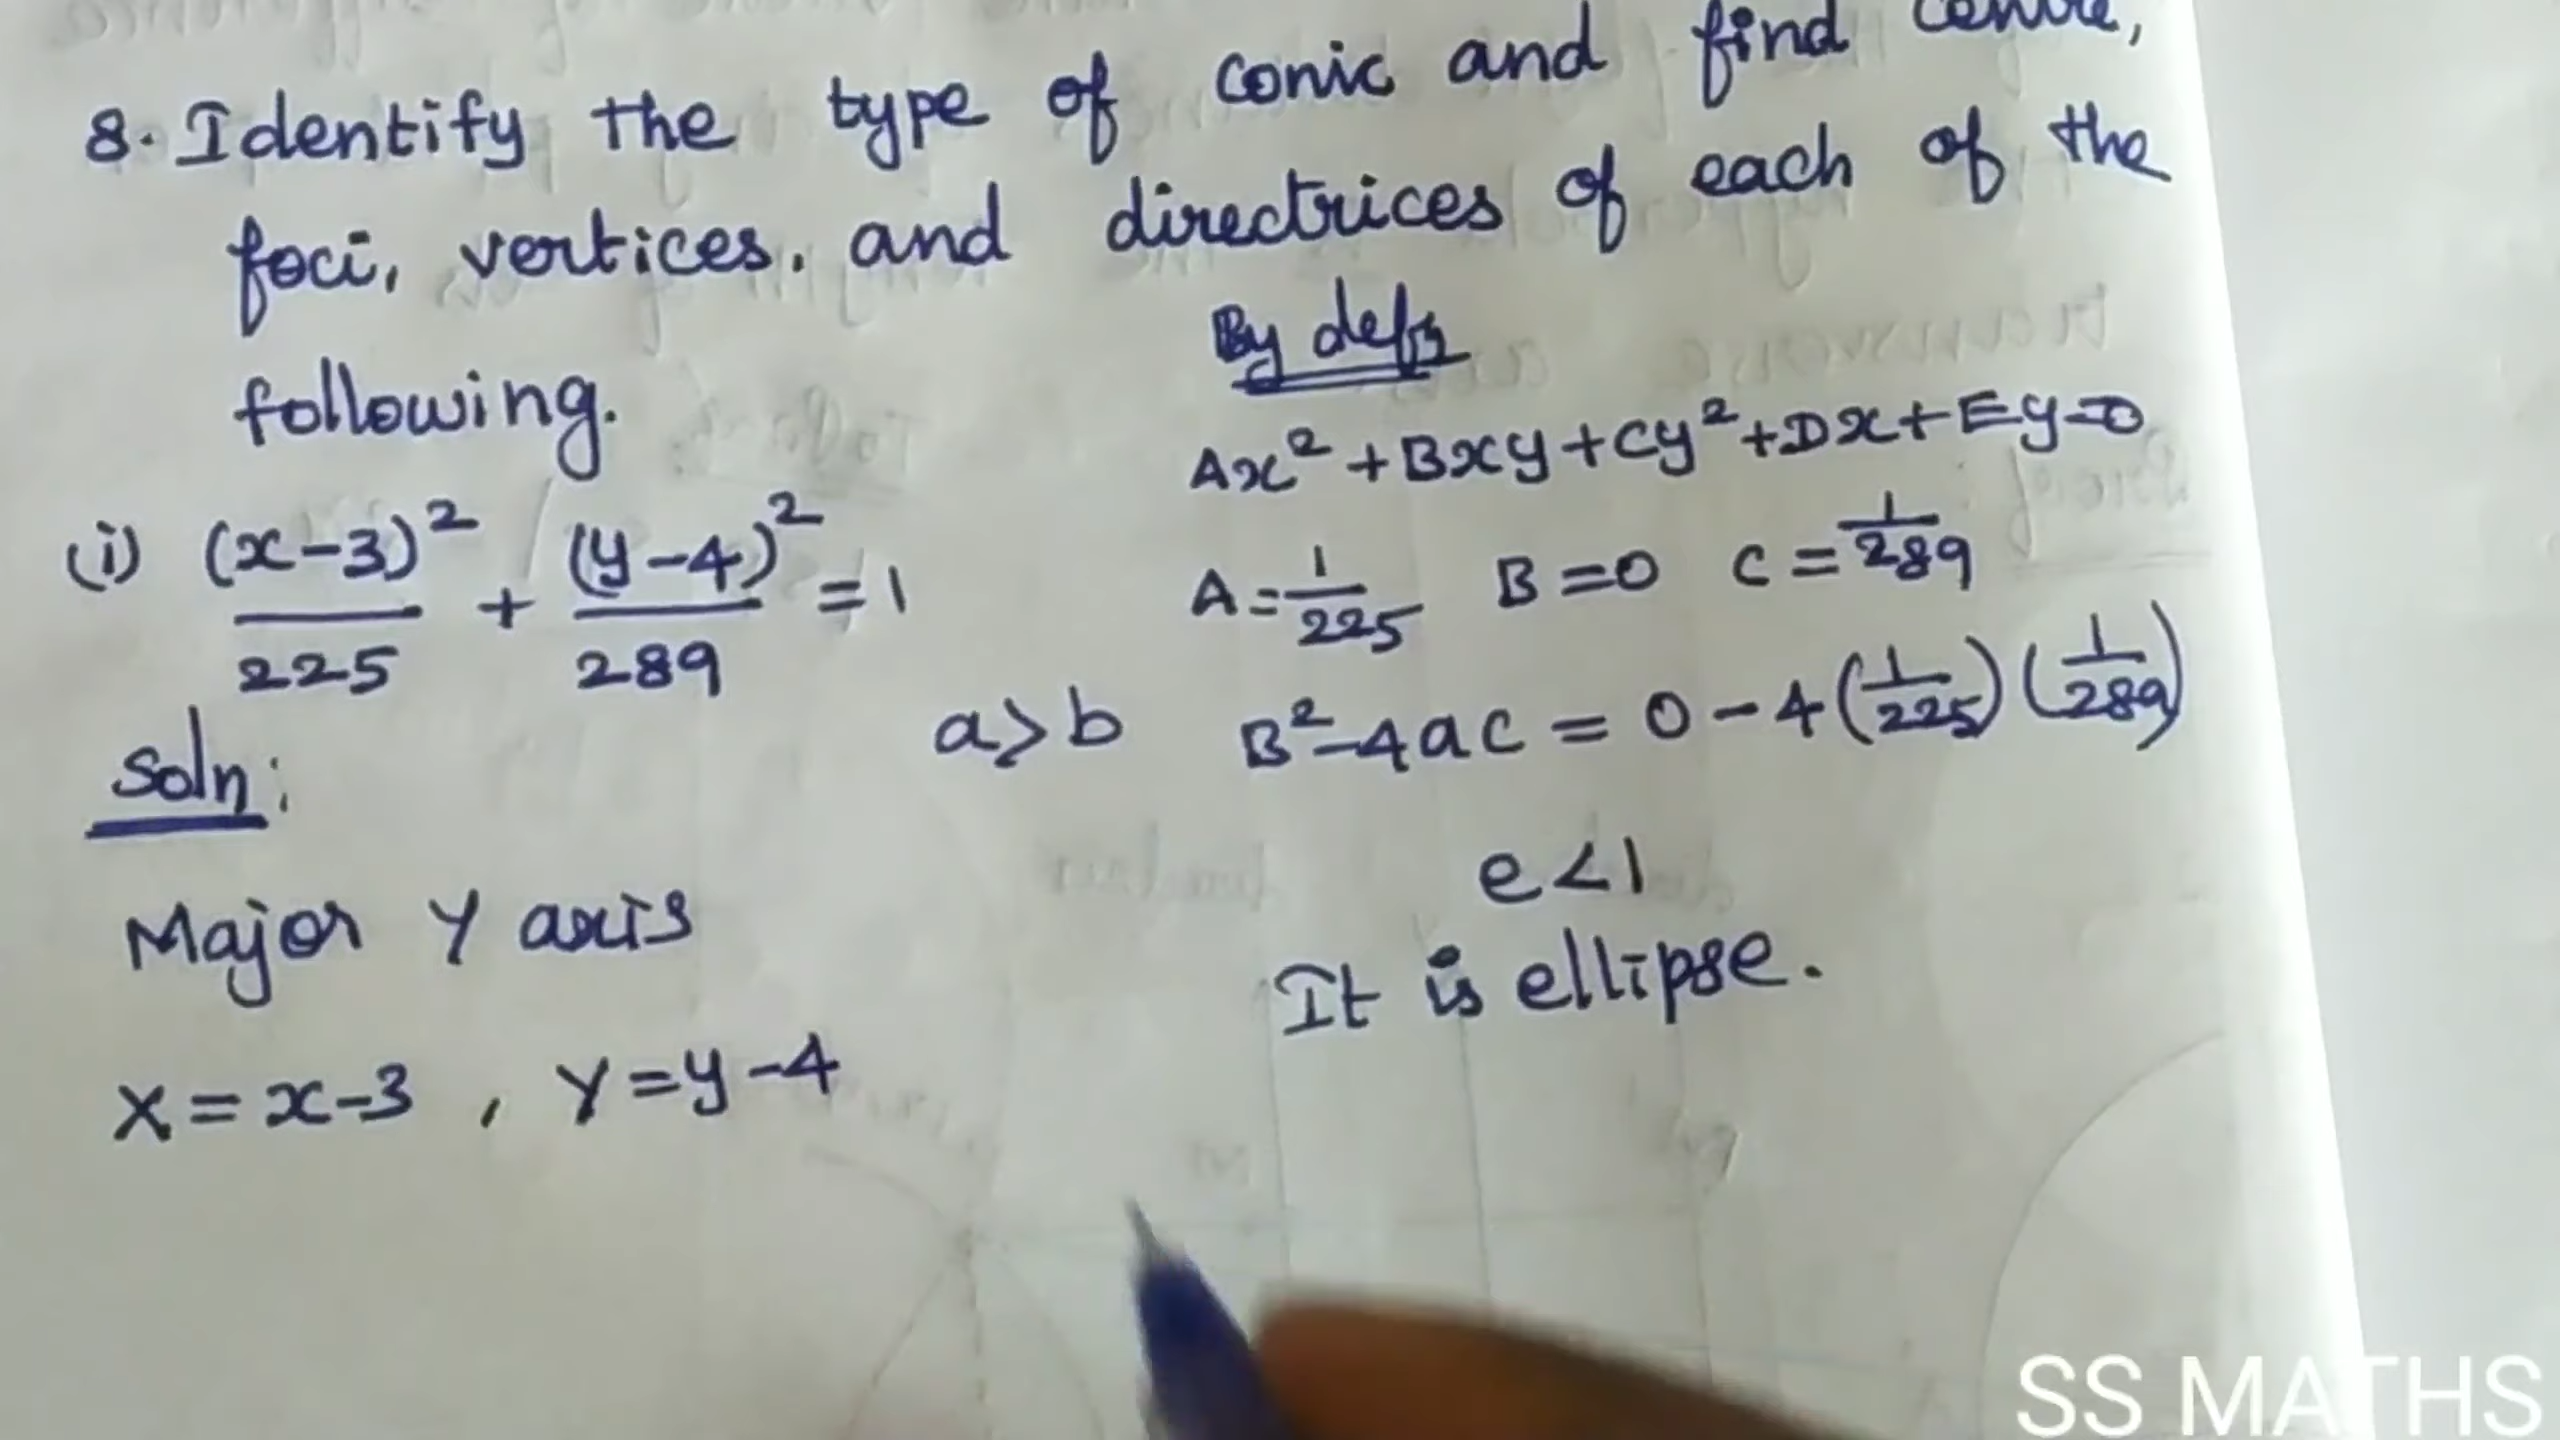 8. Identify the type of conic and find centre,
foci, vertices, and directrices of each of the
following.
(i) (x-3)²/225 + (y-4)²/289 = 1
Soln:
Major Y axis
X = x-3 , Y = y-4
a > b
By defn
Ax² + Bxy + Cy² + Dx + Ey = 0
A = 1/225 B = 0 C = 1/289
B² - 4ac = 0 - 4(1/225)(1/289)
e < 1
It is ellipse.
SS MATHS